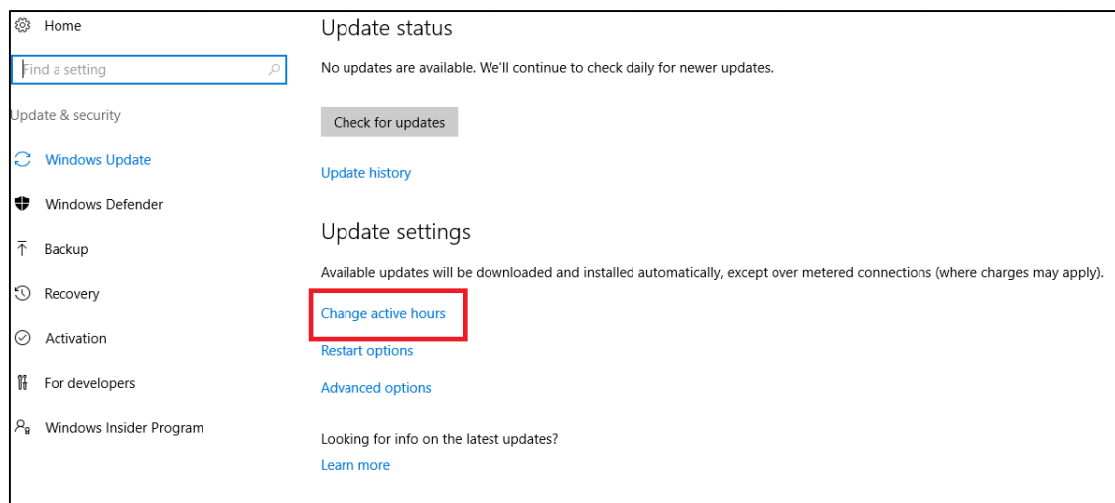 Home
Find a setting
Update & security
Windows Update
Windows Defender
Backup
Recovery
Activation
For developers
Windows Insider Program
Update status
No updates are available. We'll continue to check daily for newer updates.
Check for updates
Update history
Update settings
Available updates will be downloaded and installed automatically, except over metered connections (where charges may apply).
Change active hours
Restart options
Advanced options
Looking for info on the latest updates?
Learn more